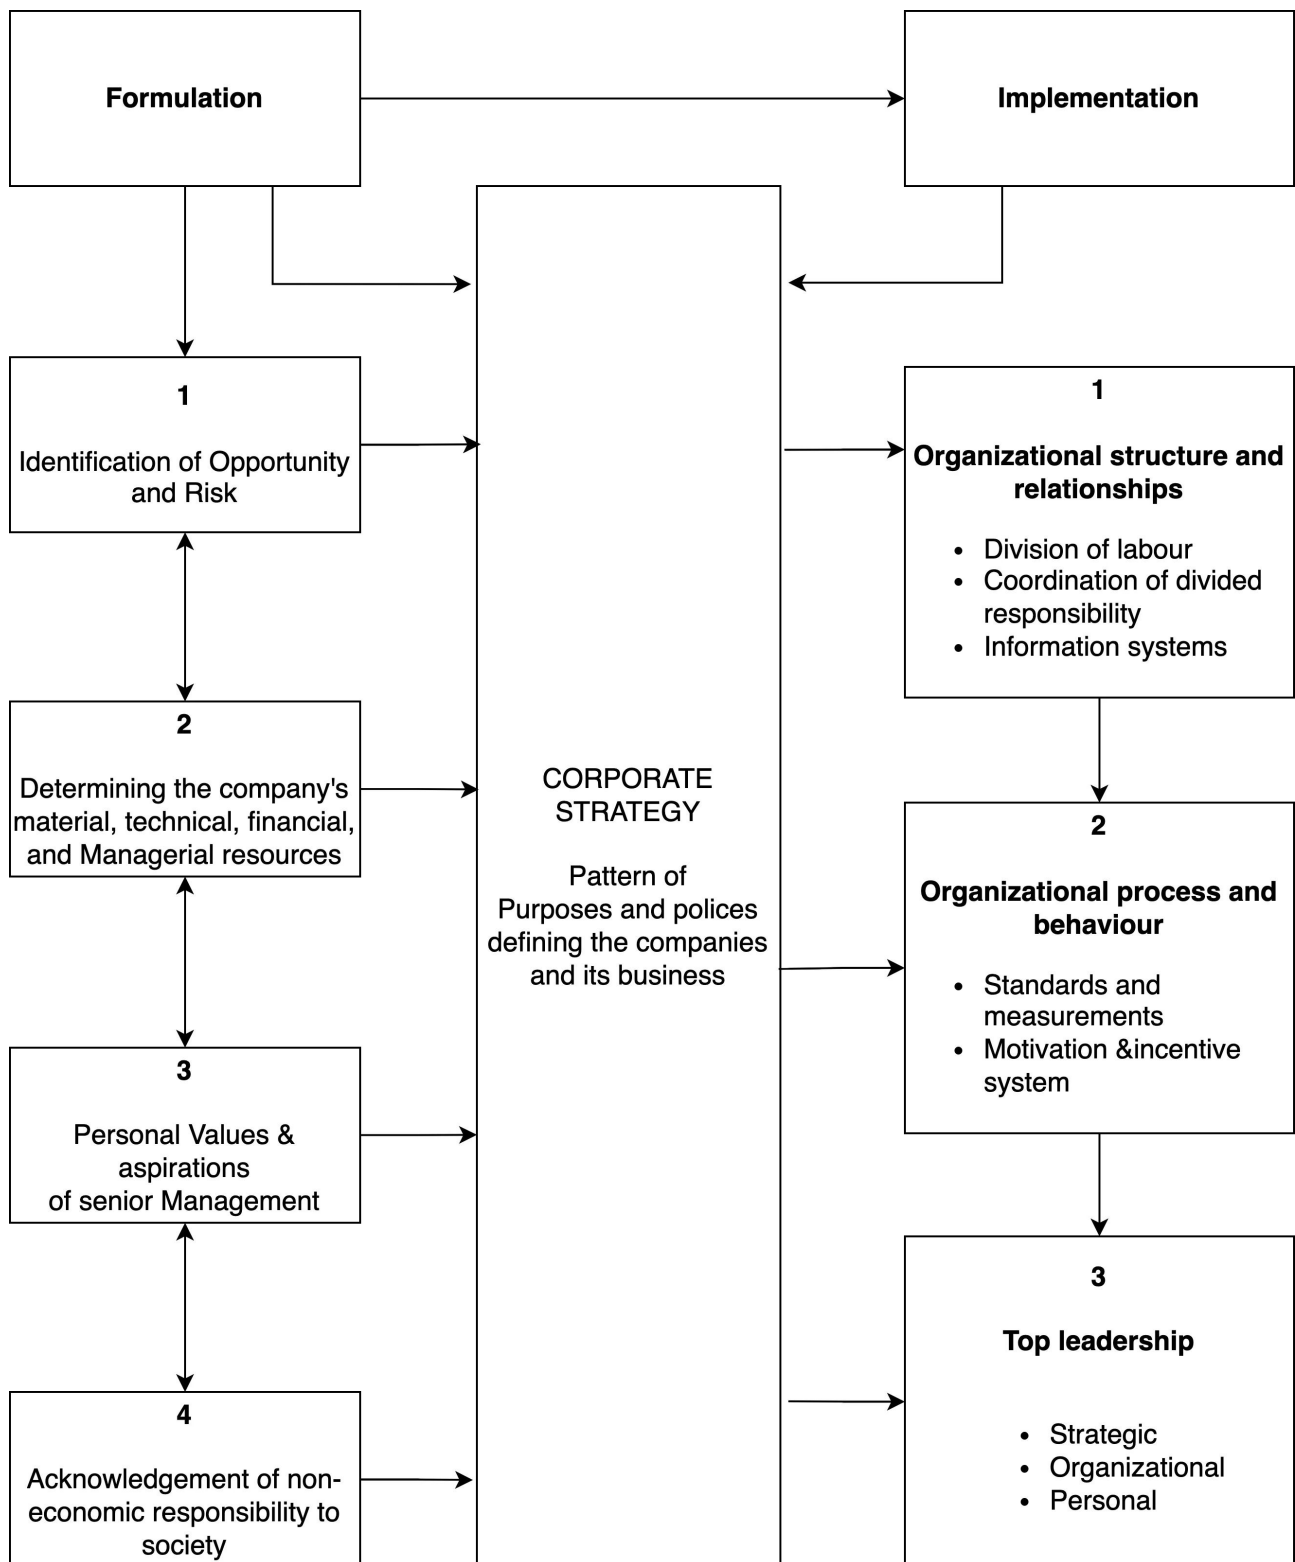 Formulation
Implementation
1
Identification of Opportunity
and Risk
2
Determining the company's
material, technical, financial,
and Managerial resources
3
Personal Values &
aspirations
of senior Management
4
Acknowledgement of non-
economic responsibility to
society
CORPORATE
STRATEGY
Pattern of
Purposes and polices
defining the companies
and its business
1
Organizational structure and
relationships
• Division of labour
• Coordination of divided
responsibility
• Information systems
2
Organizational process and
behaviour
• Standards and
measurements
• Motivation &incentive
system
3
Top leadership
• Strategic
• Organizational
• Personal